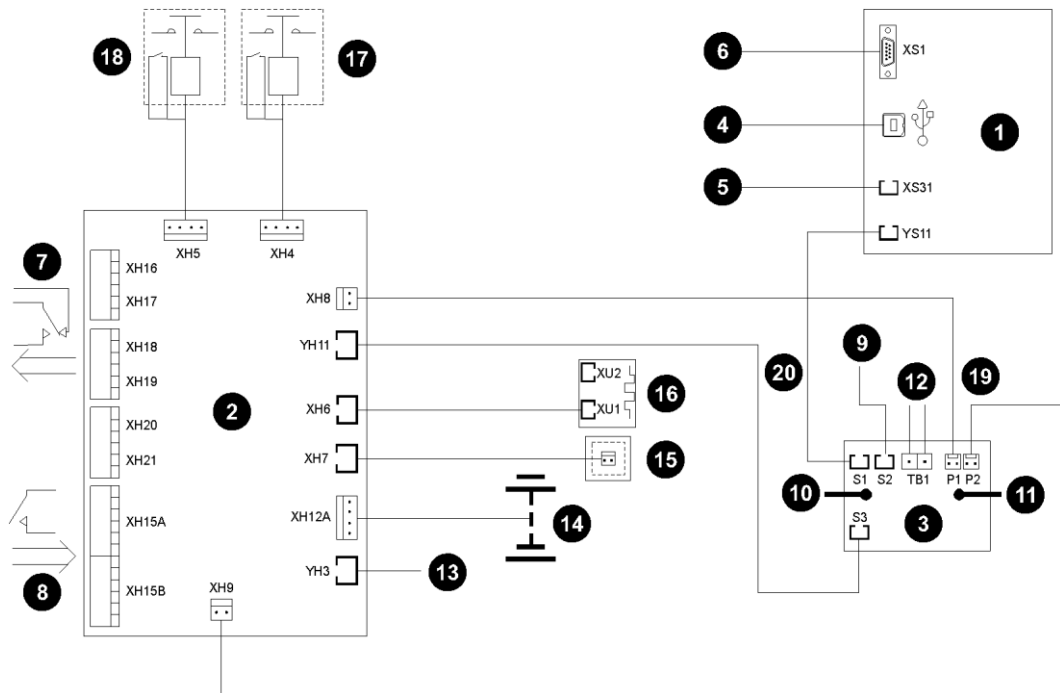 18
17
6
XS1
4
1
5
XS31
YS11
XH5
XH4
7
XH16
XH17
XH8
XH18
YH11
XH19
20
9
12
19
XU2
XU1
16
2
XH6
XH20
XH21
XH7
15
S1
S2
TB1
P1
P2
10
11
3
S3
XH15A
XH12A
14
8
XH15B
XH9
YH3
13